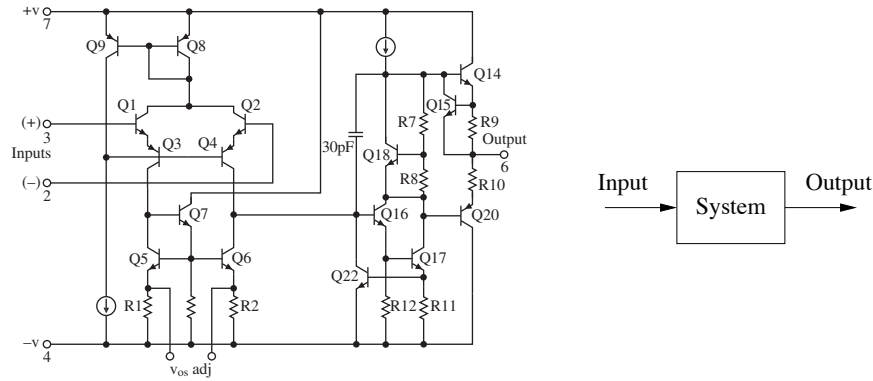 +v
7
Q9
Q8
Q14
Q1
Q2
Q15
(+)
3
Q3
Q4
R7
R9
Output
6
Inputs
30pF
Q18
(–)
2
R8
R10
Q7
Q16
Q20
Q5
Q6
Q17
Q22
R1
R2
R12
R11
–v
4
vos adj
Input
System
Output